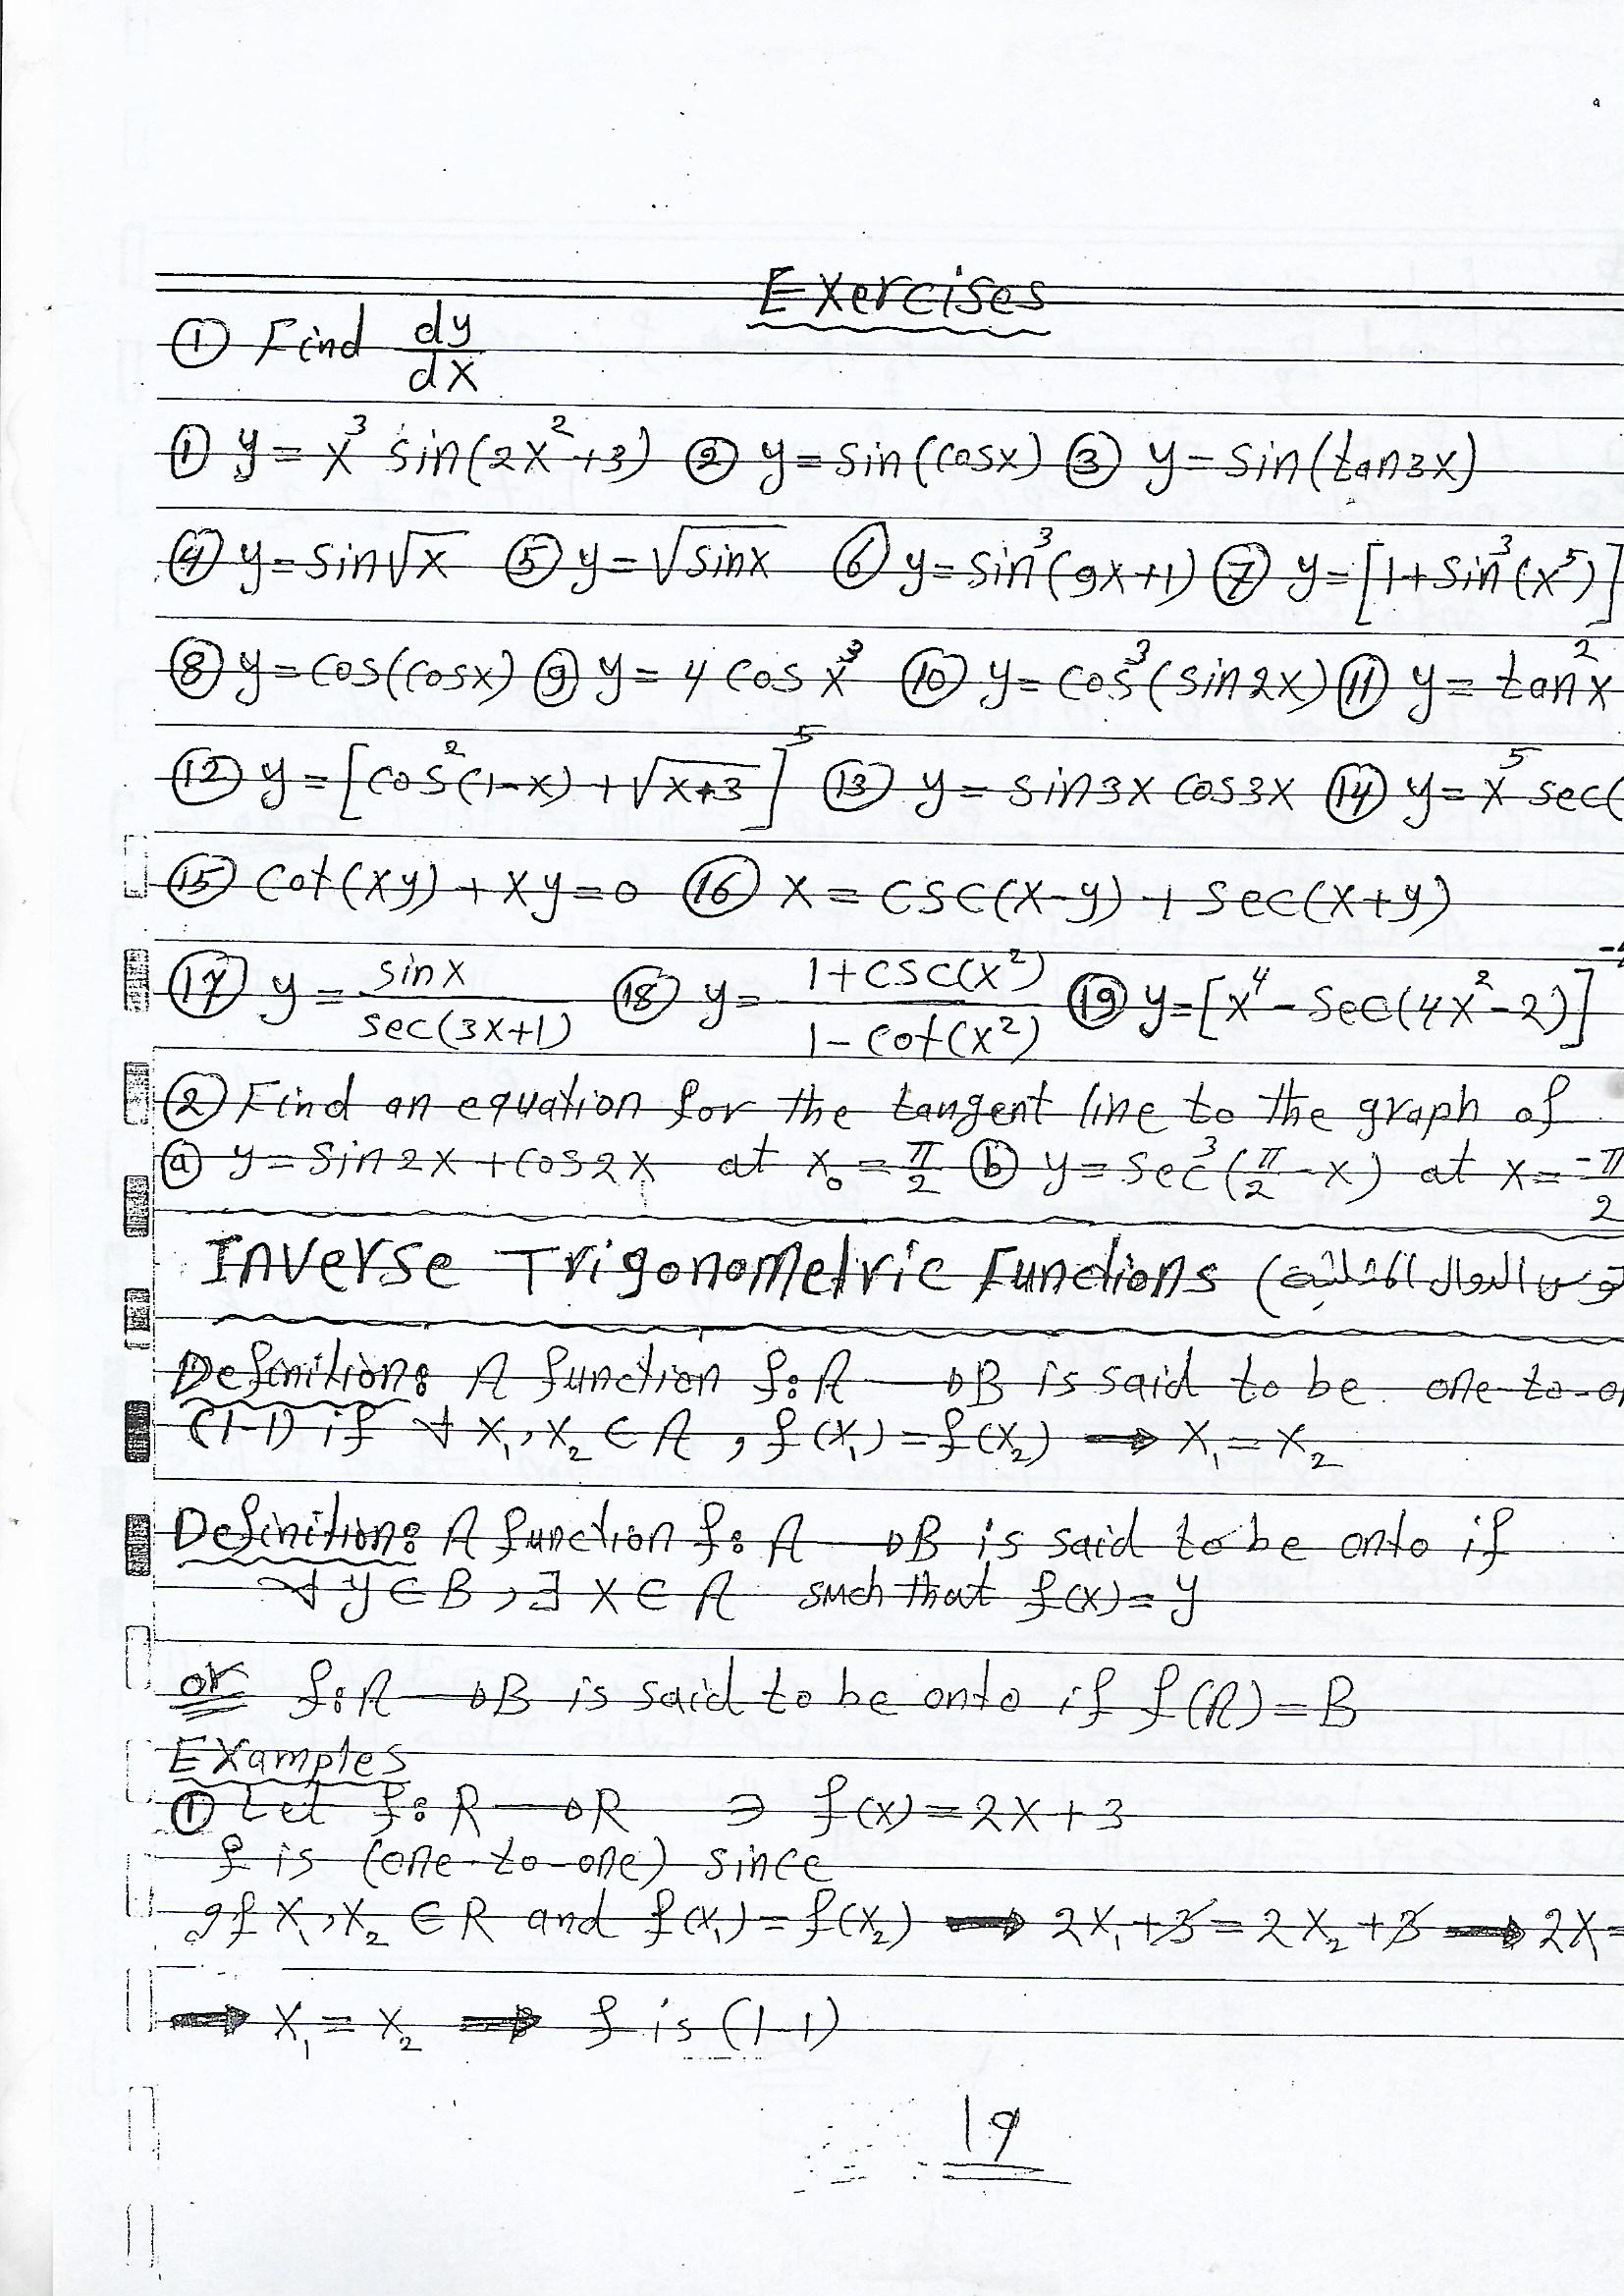 Exercises
① Find dy/dx
① y = x³ sin(2x²+3) ② y = sin(cosx) ③ y = sin(tan3x)
④ y = sin√x ⑤ y = √sinx ⑥ y = sin³(9x+1) ⑦ y = [1+sin³(x⁵)]
⑧ y = cos(cosx) ⑨ y = 4 cos x³ ⑩ y = cos³(sin2x) ⑪ y = tan x²
⑫ y = [cos²(1-x) + √x+3]⁵ ⑬ y = sin3x cos3x ⑭ y = x⁵ sec(
⑮ cot(xy) + xy = 0 ⑯ x = csc(x-y) + sec(x+y)
⑰ y = sinx / sec(3x+1) ⑱ y = 1+csc(x²) / 1-cot(x²) ⑲ y = [x⁴ - sec(4x²-2)]
② Find an equation for the tangent line to the graph of
ⓐ y = sin2x + cos2x at x₀ = π/2 ⓑ y = sec³(π/2 - x) at x = -π/2
Inverse Trigonometric Functions (الدوال المثلثية
Definition: A function f: A → B is said to be one-to-o
(1-1) if ∀ x₁, x₂ ∈ A, f(x₁) = f(x₂) ⟹ x₁ = x₂
Definition: A function f: A → B is said to be onto if
∀ y ∈ B, ∃ x ∈ A such that f(x) = y
or f: A → B is said to be onto if f(A) = B
Examples
① Let f: R → R ∋ f(x) = 2x+3
f is (one-to-one) since
If x₁, x₂ ∈ R and f(x₁) = f(x₂) ⟹ 2x₁+3 = 2x₂+3 ⟹ 2x₁=
⟹ x₁ = x₂ ⟹ f is (1-1)
19